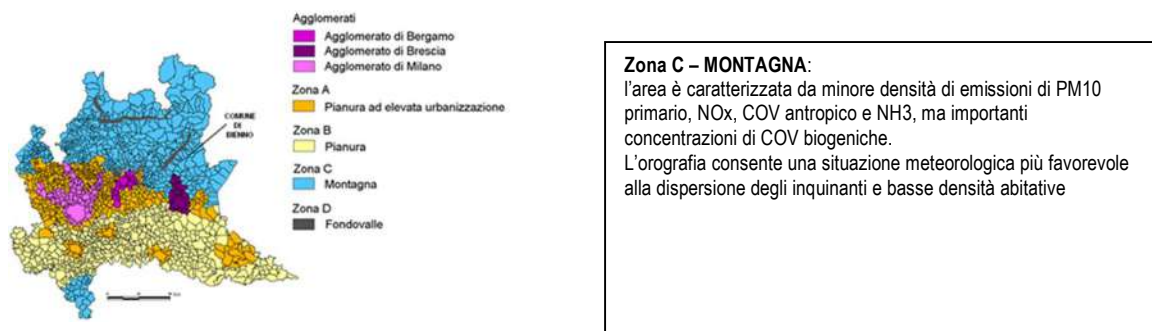 Agglomerati
Agglomerato di Bergamo
Agglomerato di Brescia
Agglomerato di Milano
Zona A
Pianura ad elevata urbanizzazione
Zona B
Pianura
Zona C
Montagna
Zona D
Fondovalle
COMUNE
DI
BIENNO
Zona C – MONTAGNA:
l'area è caratterizzata da minore densità di emissioni di PM10
primario, NOx, COV antropico e NH3, ma importanti
concentrazioni di COV biogeniche.
L'orografia consente una situazione meteorologica più favorevole
alla dispersione degli inquinanti e basse densità abitative